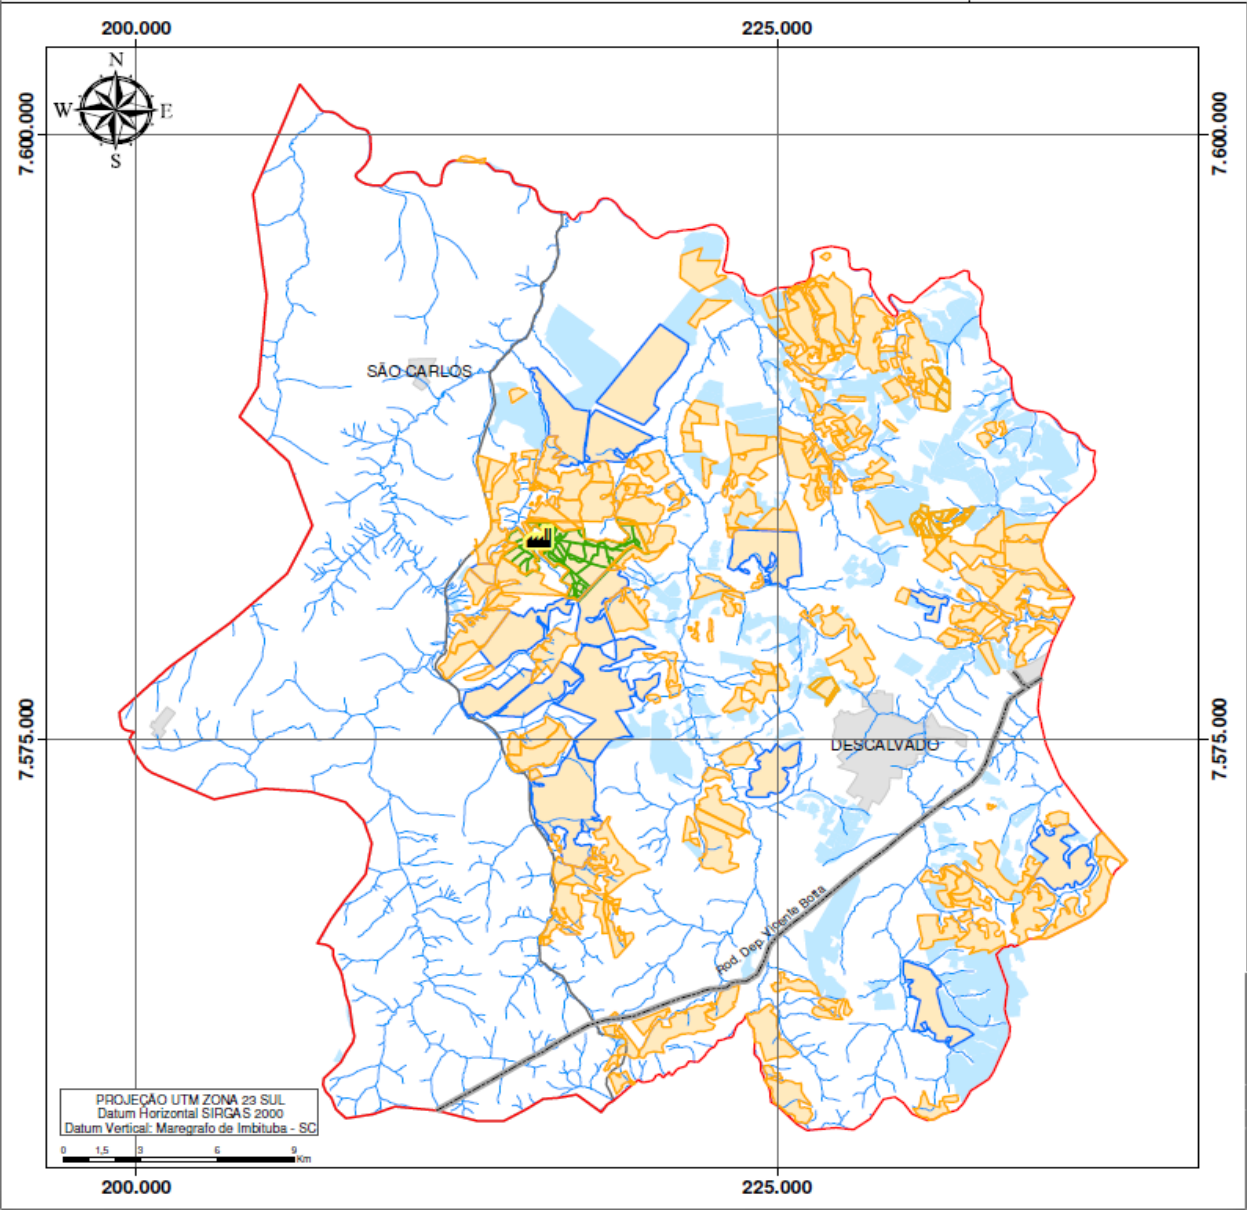 200.000 225.000
N
W E
S
7.600.000 7.600.000
SÃO CARLOS
7.575.000 7.575.000
DESCALVADO
Rod. Dep. Vicente Botta
PROJEÇÃO UTM ZONA 23 SUL
Datum Horizontal SIRGAS 2000
Datum Vertical: Maregrafo de Imbituba - SC
0 1,5 3 6 9
Km
200.000 225.000